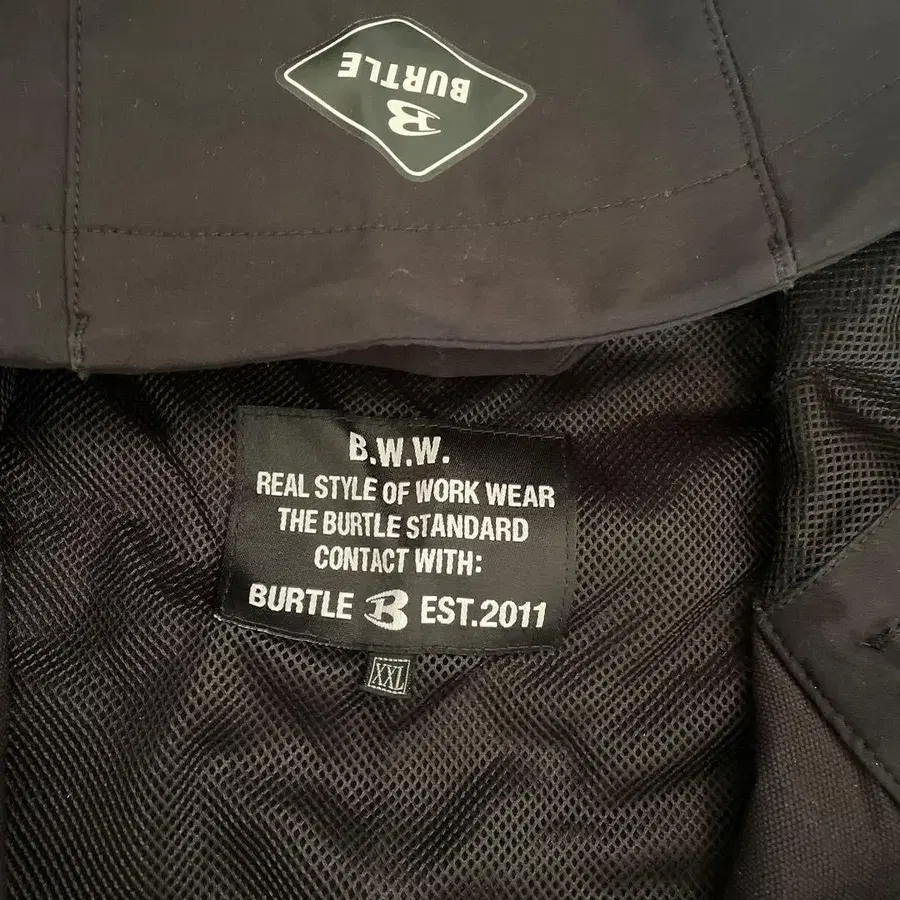 BURTLE
B
B.W.W.
REAL STYLE OF WORK WEAR
THE BURTLE STANDARD
CONTACT WITH:
BURTLE B EST.2011
XXL